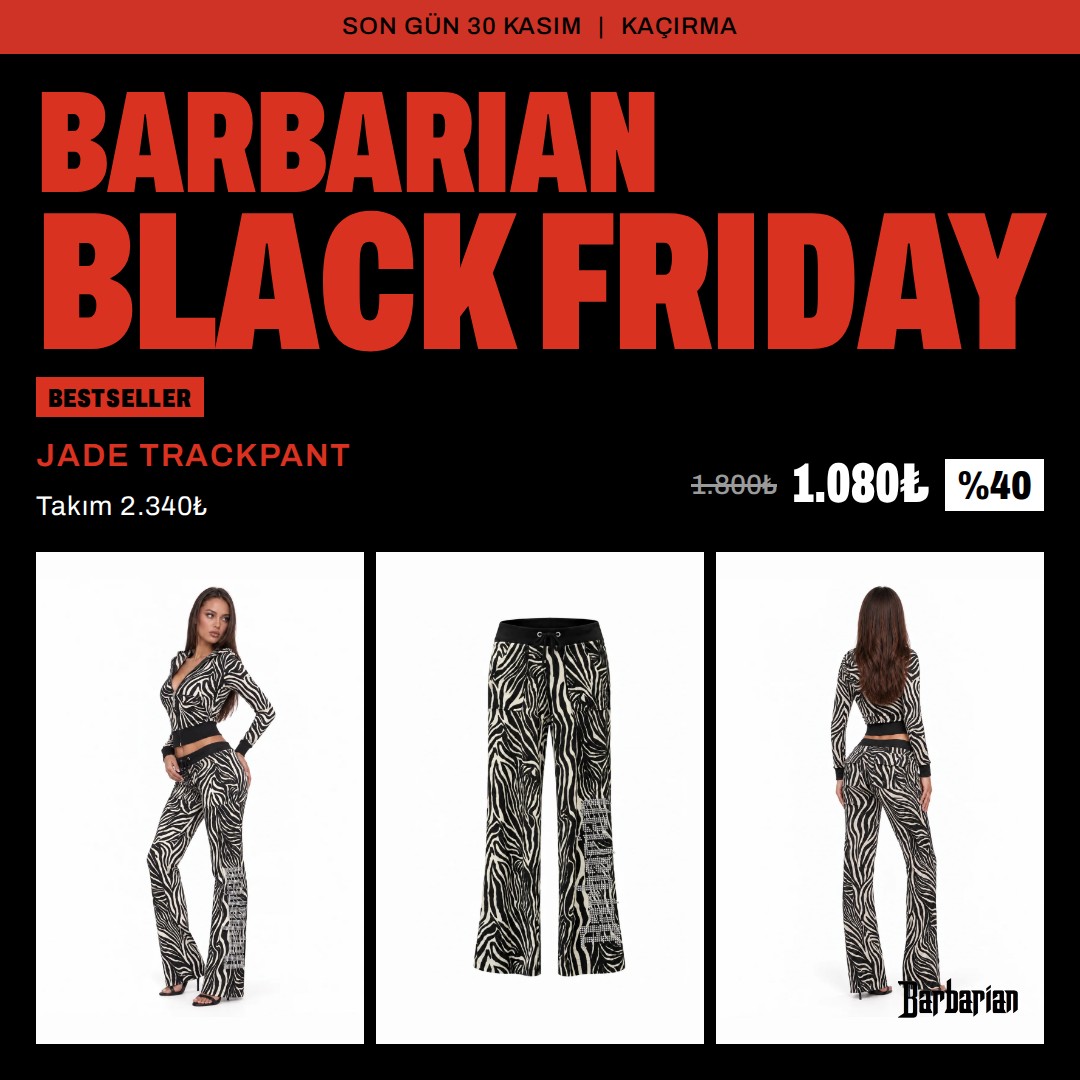 SON GÜN 30 KASIM | KAÇIRMA
BARBARIAN
BLACK FRIDAY
BESTSELLER
JADE TRACKPANT
Takım 2.340₺
1.800₺ 1.080₺ %40
Barbarian